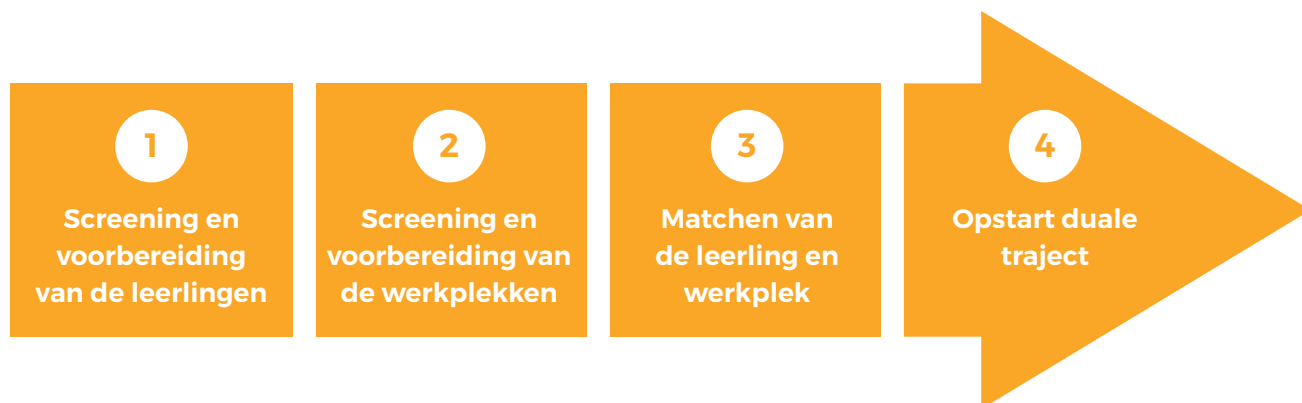 1
Screening en
voorbereiding
van de leerlingen
2
Screening en
voorbereiding van
de werkplekken
3
Matchen van
de leerling en
werkplek
4
Opstart duale
traject